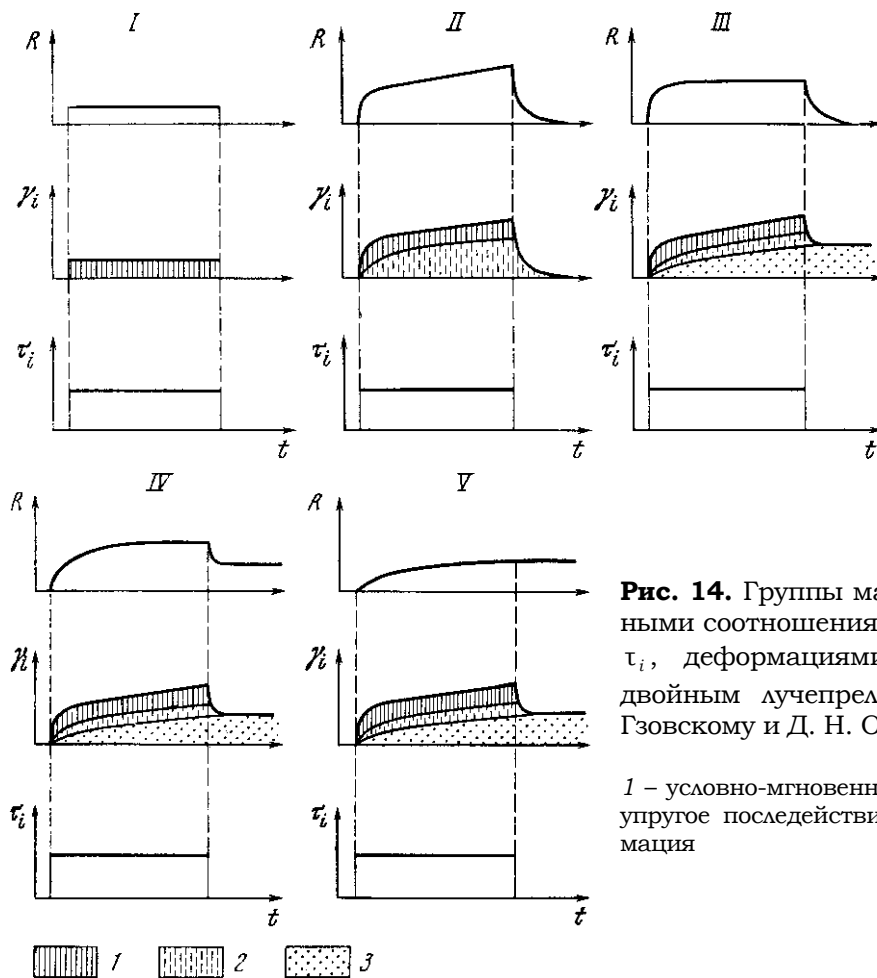 I II III
R R R
γi γi γi
τi τi τi
t t t
IV V
R R
γi γi
τi τi
t t
1 2 3
Рис. 14. Группы ма
ными соотношения
τi, деформациями
двойным лучепрел
Гзовскому и Д. Н. О
1 – условно-мгновенн
упругое последействи
мация